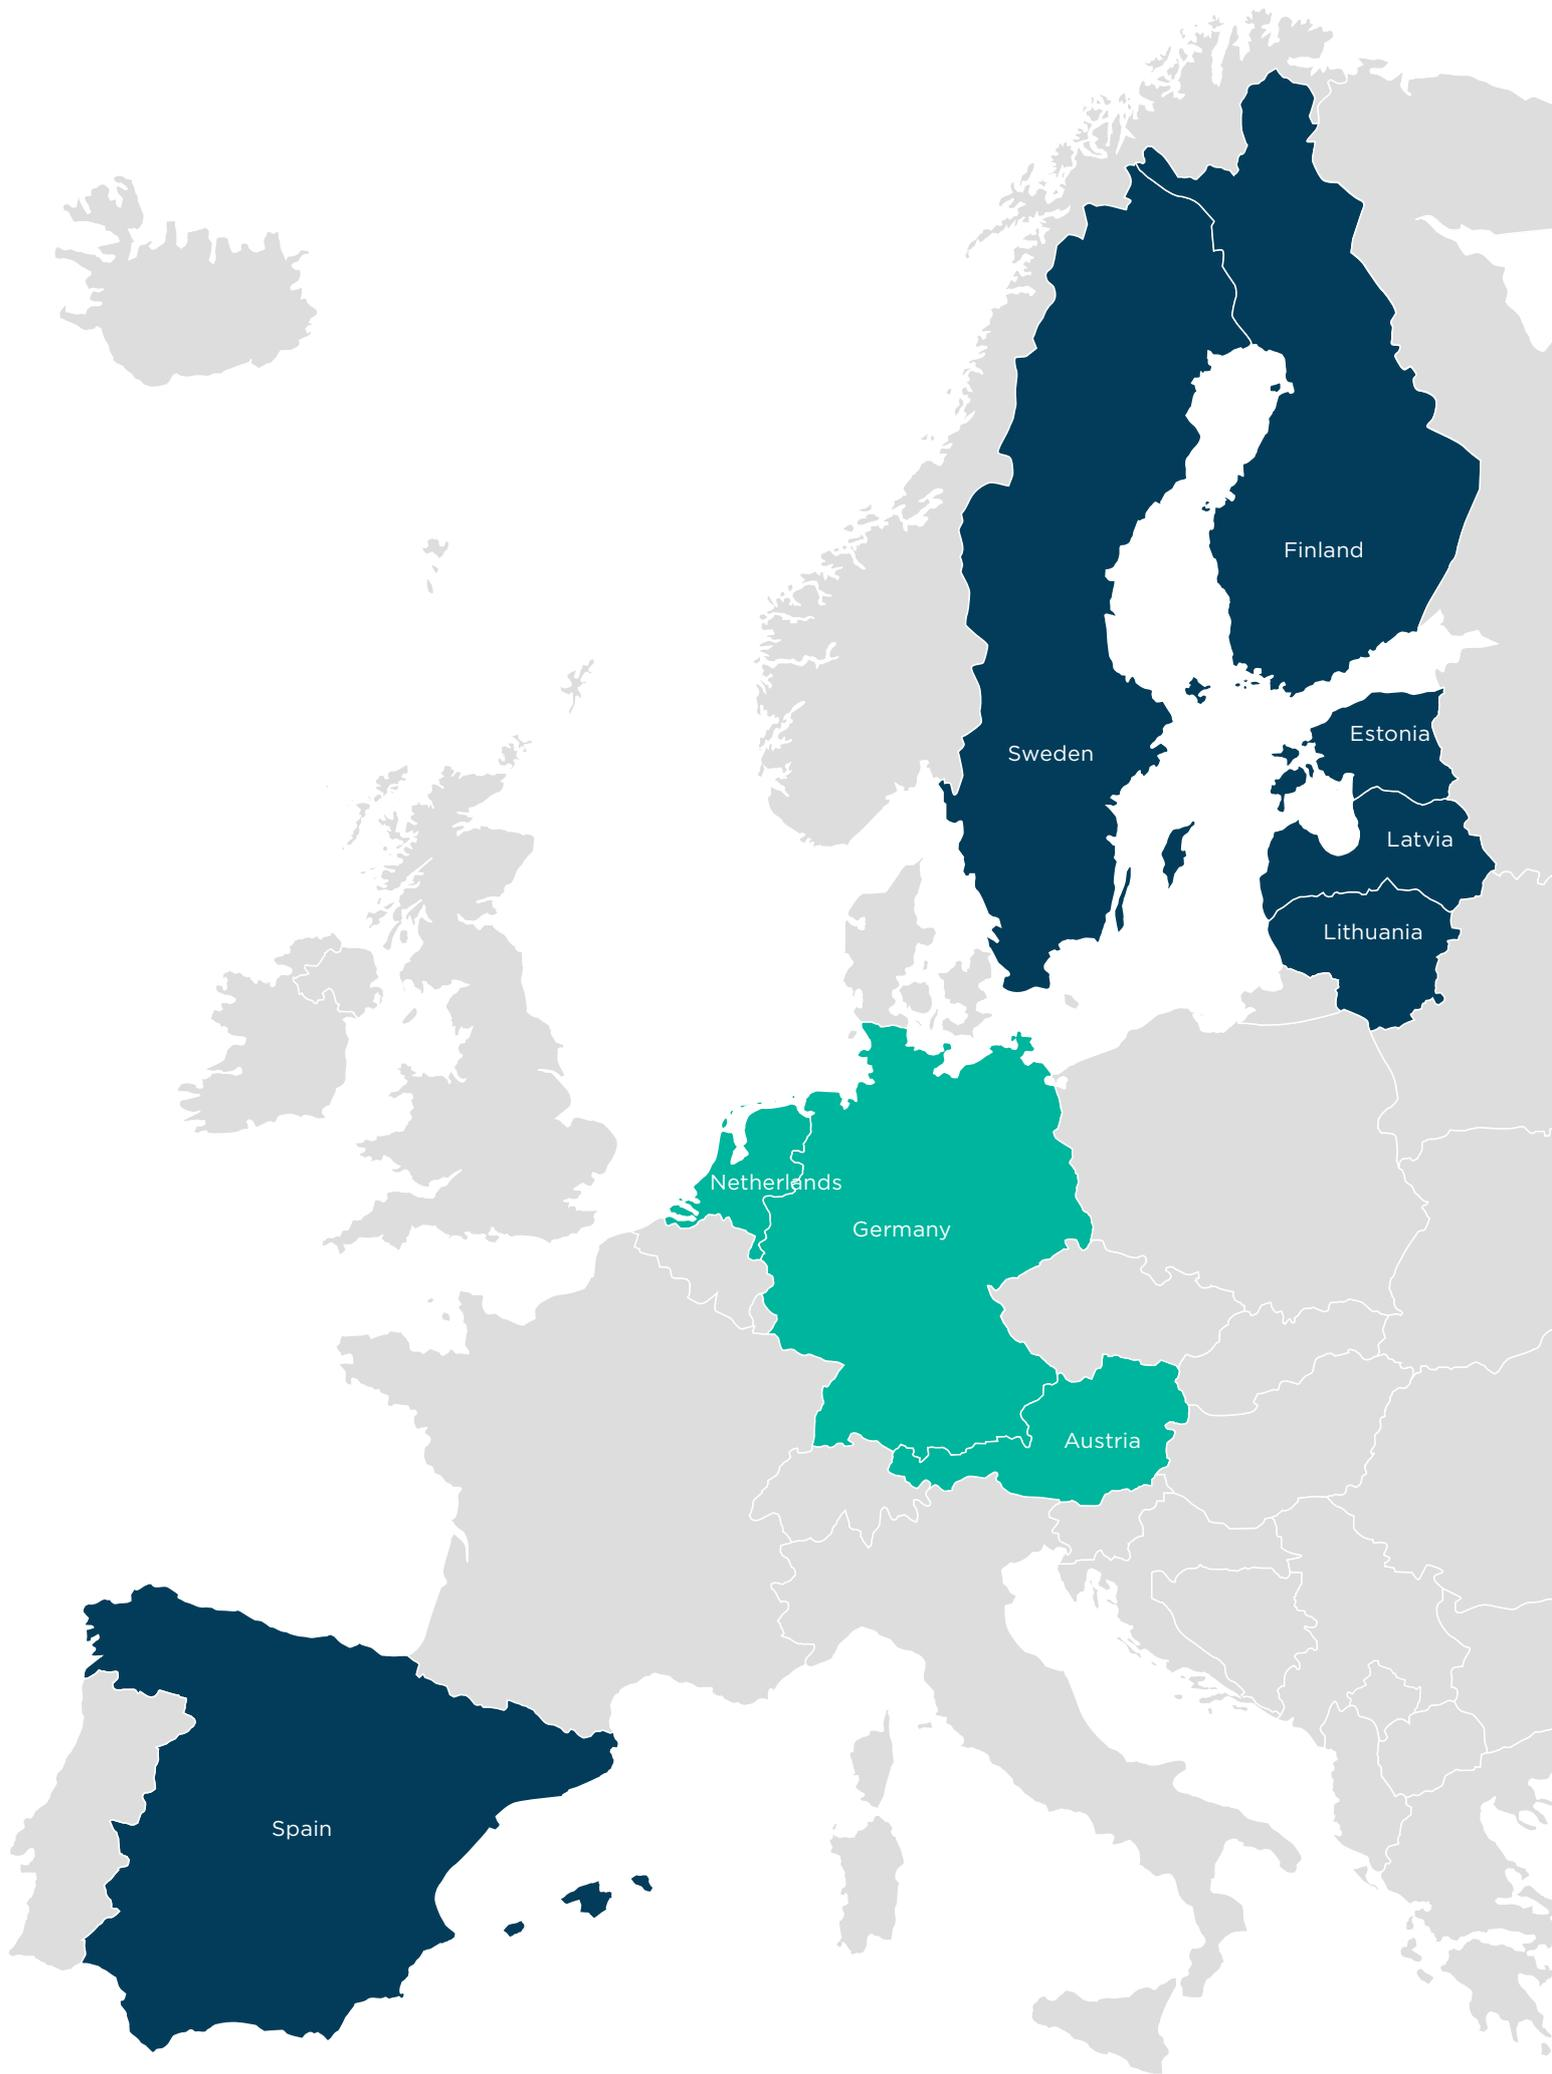 Finland
Estonia
Sweden
Latvia
Lithuania
Netherlands
Germany
Austria
Spain